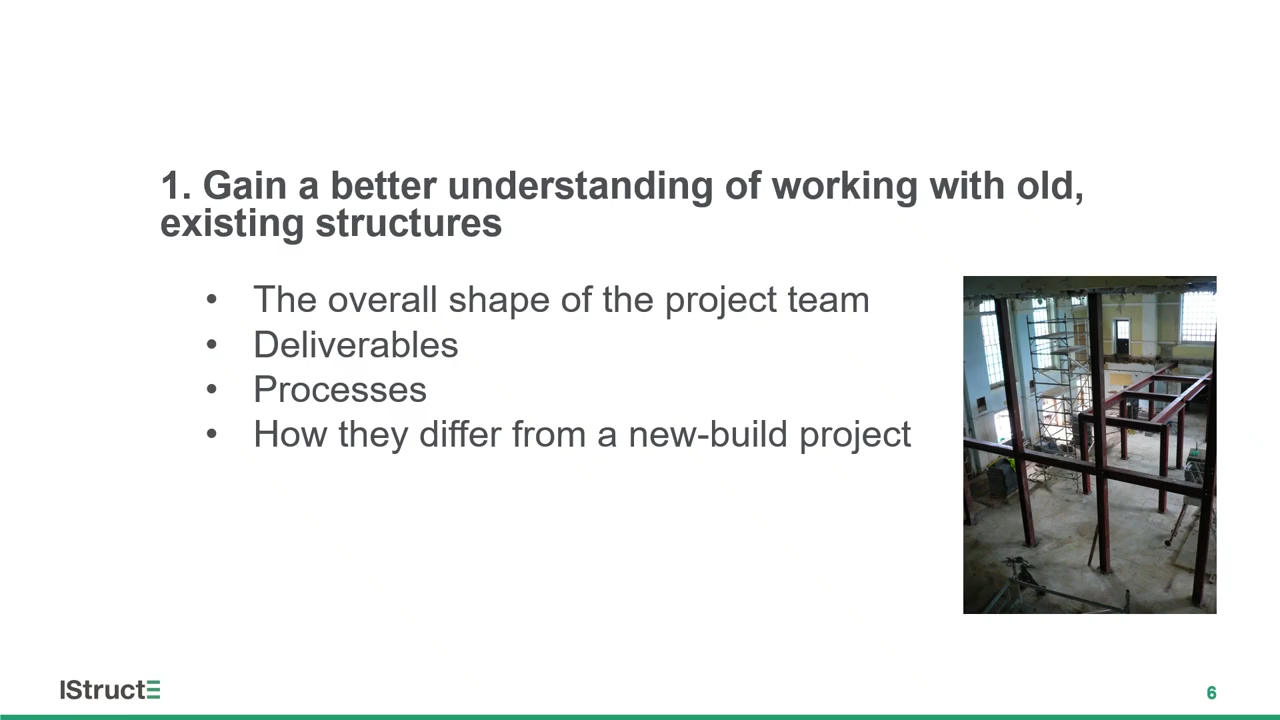 1. Gain a better understanding of working with old,
existing structures
• The overall shape of the project team
• Deliverables
• Processes
• How they differ from a new-build project
IStructE
6